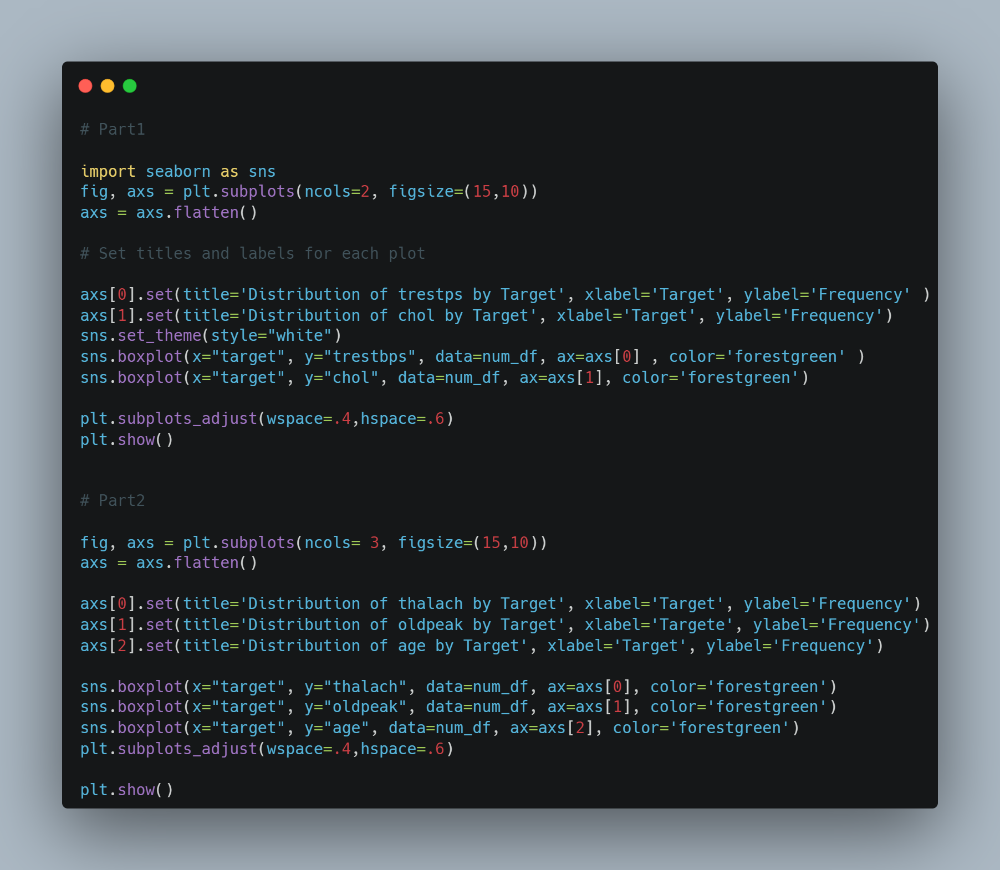 # Part1
import seaborn as sns
fig, axs = plt.subplots(ncols=2, figsize=(15,10))
axs = axs.flatten()
# Set titles and labels for each plot
axs[0].set(title='Distribution of trestps by Target', xlabel='Target', ylabel='Frequency' )
axs[1].set(title='Distribution of chol by Target', xlabel='Target', ylabel='Frequency')
sns.set_theme(style="white")
sns.boxplot(x="target", y="trestbps", data=num_df, ax=axs[0] , color='forestgreen' )
sns.boxplot(x="target", y="chol", data=num_df, ax=axs[1], color='forestgreen')
plt.subplots_adjust(wspace=.4,hspace=.6)
plt.show()
# Part2
fig, axs = plt.subplots(ncols= 3, figsize=(15,10))
axs = axs.flatten()
axs[0].set(title='Distribution of thalach by Target', xlabel='Target', ylabel='Frequency')
axs[1].set(title='Distribution of oldpeak by Target', xlabel='Targete', ylabel='Frequency')
axs[2].set(title='Distribution of age by Target', xlabel='Target', ylabel='Frequency')
sns.boxplot(x="target", y="thalach", data=num_df, ax=axs[0], color='forestgreen')
sns.boxplot(x="target", y="oldpeak", data=num_df, ax=axs[1], color='forestgreen')
sns.boxplot(x="target", y="age", data=num_df, ax=axs[2], color='forestgreen')
plt.subplots_adjust(wspace=.4,hspace=.6)
plt.show()